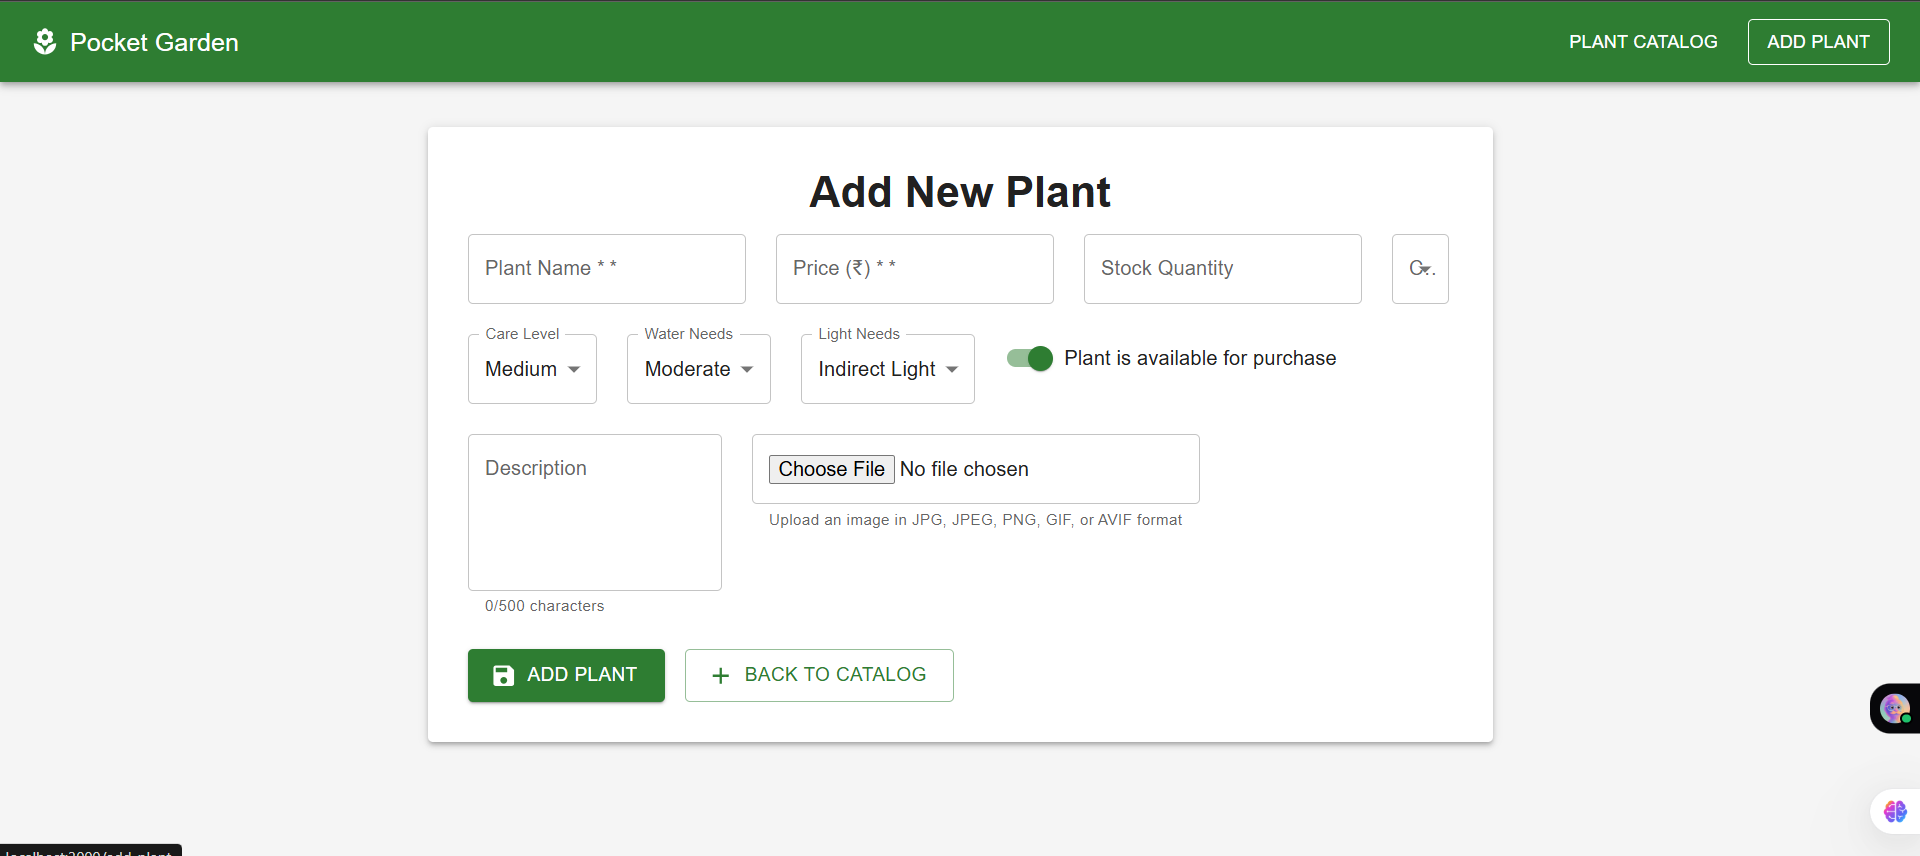 Pocket Garden
PLANT CATALOG
ADD PLANT
Add New Plant
Plant Name * *
Price (₹) * *
Stock Quantity
Care Level
Medium
Water Needs
Moderate
Light Needs
Indirect Light
Plant is available for purchase
Description
0/500 characters
Choose File No file chosen
Upload an image in JPG, JPEG, PNG, GIF, or AVIF format
ADD PLANT
BACK TO CATALOG